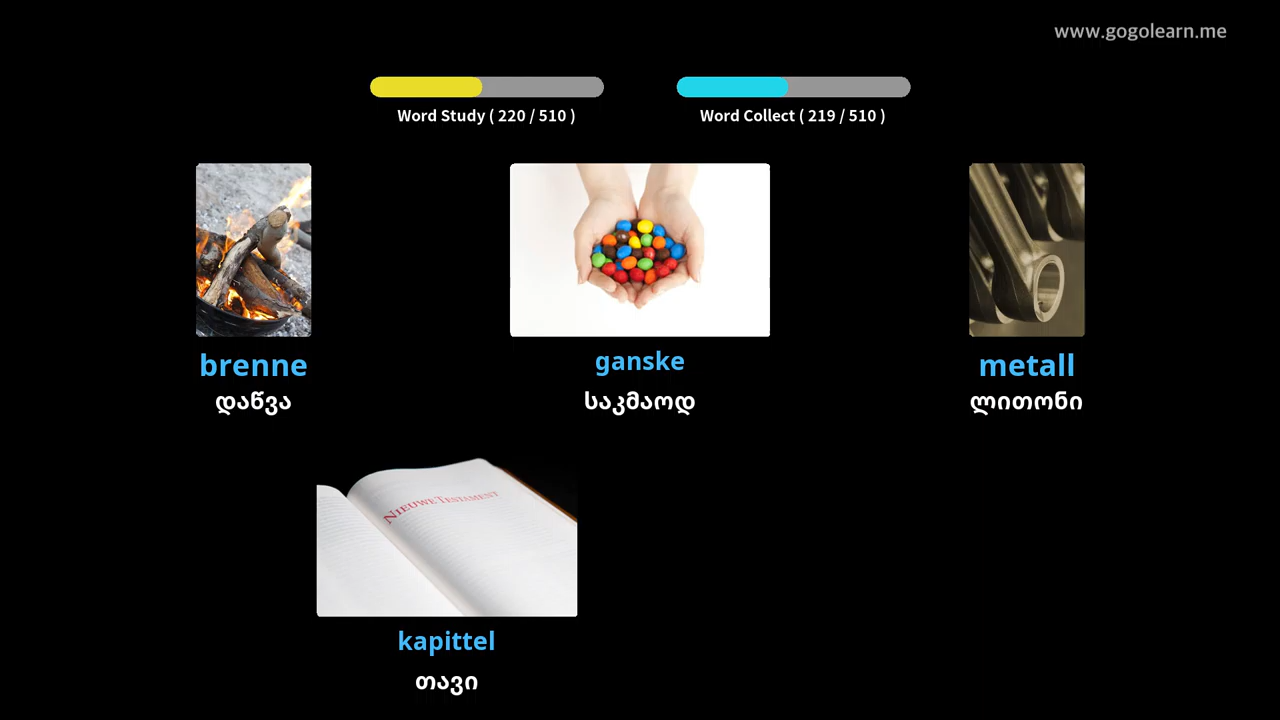 www.gogolearn.me
Word Study ( 220 / 510 )
Word Collect ( 219 / 510 )
brenne
დაწვა
ganske
საკმაოდ
metall
ლითონი
NIEUWE TESTAMENT
kapittel
თავი